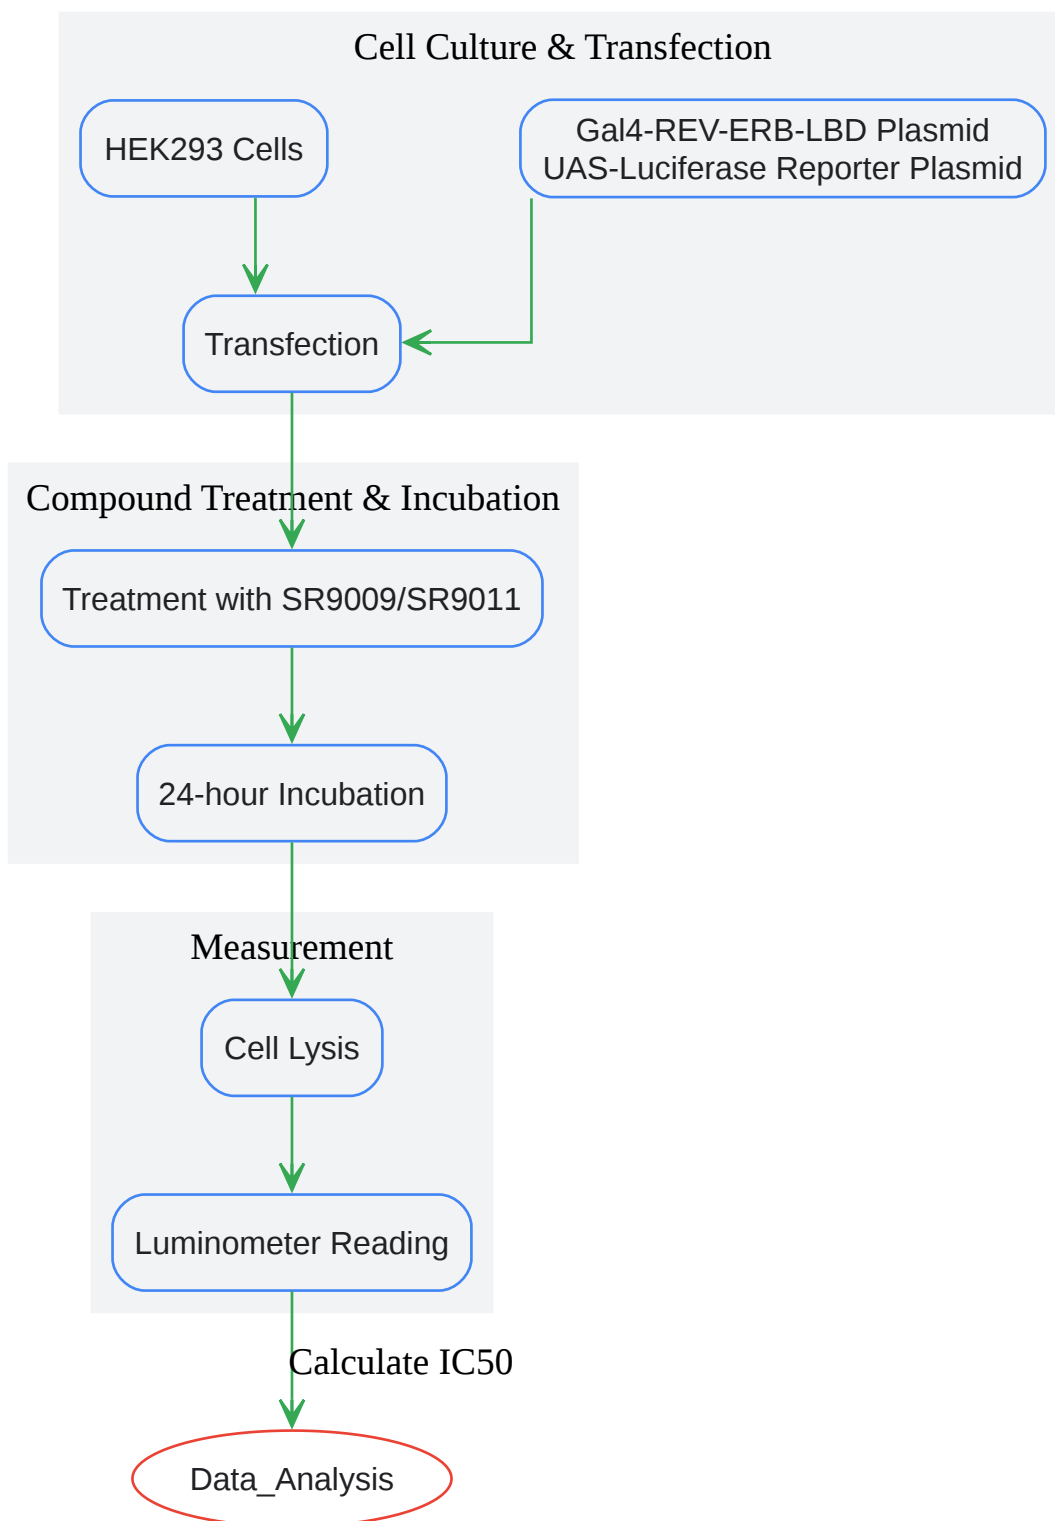 Cell Culture & Transfection
HEK293 Cells
Gal4-REV-ERB-LBD Plasmid
UAS-Luciferase Reporter Plasmid
Transfection
Compound Treatment & Incubation
Treatment with SR9009/SR9011
24-hour Incubation
Measurement
Cell Lysis
Luminometer Reading
Calculate IC50
Data_Analysis